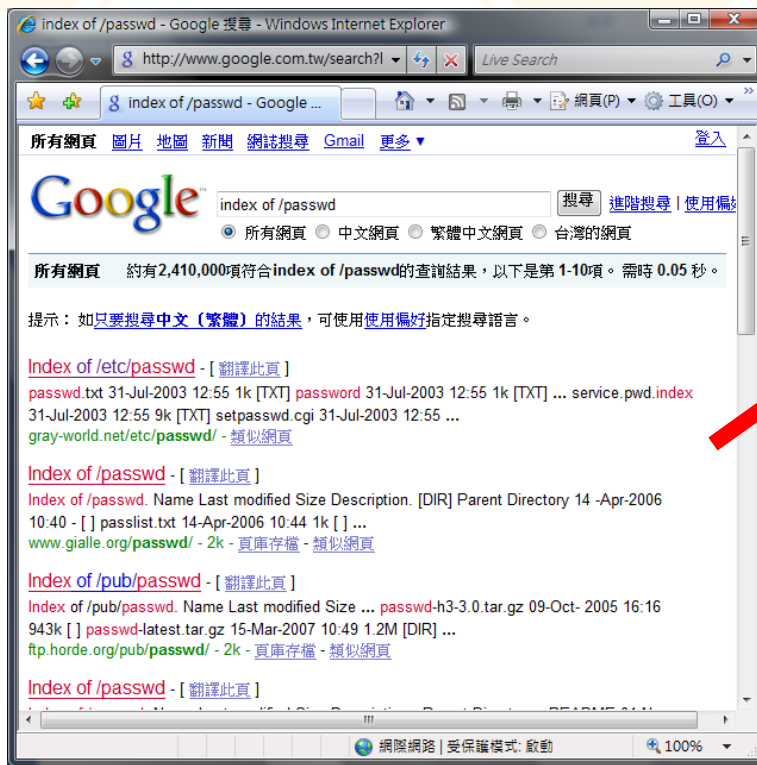 index of /passwd - Google 搜尋 - Windows Internet Explorer
http://www.google.com.tw/search?l
Live Search
index of /passwd - Google ...
網頁(P)
工具(O)
所有網頁 圖片 地圖 新聞 網誌搜尋 Gmail 更多 ▼ 登入
Google™
index of /passwd
搜尋
進階搜尋 | 使用偏
所有網頁 中文網頁 繁體中文網頁 台灣的網頁
所有網頁 約有2,410,000項符合index of /passwd的查詢結果，以下是第 1-10項。 需時 0.05 秒。
提示： 如只要搜尋中文（繁體）的結果，可使用使用偏好指定搜尋語言。
Index of /etc/passwd - [ 翻譯此頁 ]
passwd.txt 31-Jul-2003 12:55 1k [TXT] password 31-Jul-2003 12:55 1k [TXT] ... service.pwd.index
31-Jul-2003 12:55 9k [TXT] setpasswd.cgi 31-Jul-2003 12:55 ...
gray-world.net/etc/passwd/ - 類似網頁
Index of /passwd - [ 翻譯此頁 ]
Index of /passwd. Name Last modified Size Description. [DIR] Parent Directory 14 -Apr-2006
10:40 - [ ] passlist.txt 14-Apr-2006 10:44 1k [ ] ...
www.gialle.org/passwd/ - 2k - 頁庫存檔 - 類似網頁
Index of /pub/passwd - [ 翻譯此頁 ]
Index of /pub/passwd. Name Last modified Size ... passwd-h3-3.0.tar.gz 09-Oct- 2005 16:16
943k [ ] passwd-latest.tar.gz 15-Mar-2007 10:49 1.2M [DIR] ...
ftp.horde.org/pub/passwd/ - 2k - 頁庫存檔 - 類似網頁
Index of /passwd - [ 翻譯此頁 ]
網際網路 | 受保護模式: 啟動
100%